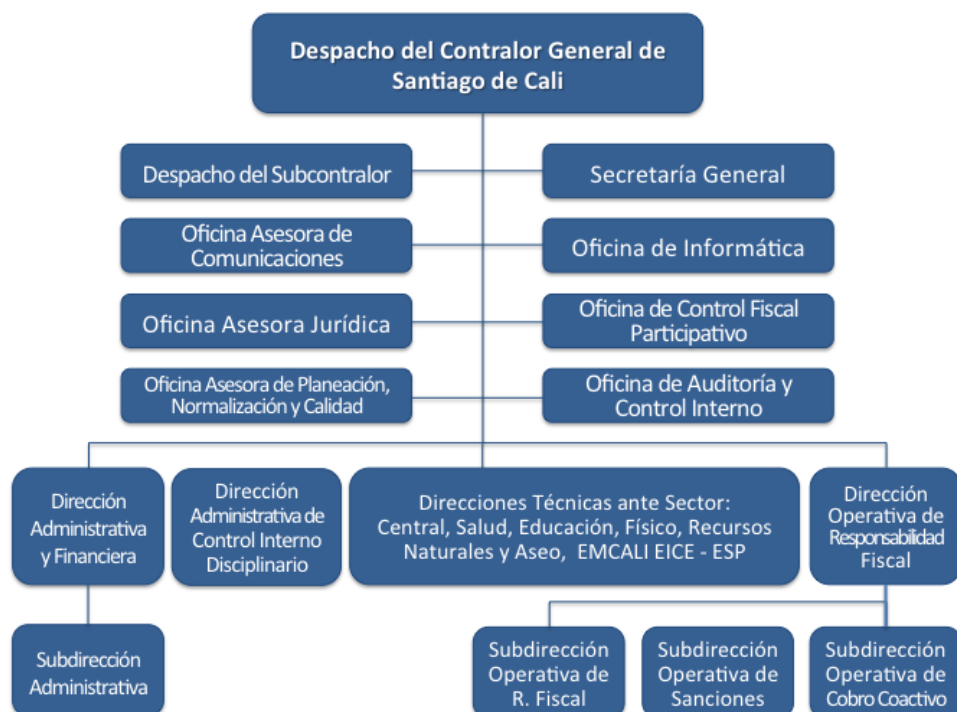 Despacho del Contralor General de
Santiago de Cali
Despacho del Subcontralor
Secretaría General
Oficina Asesora de
Comunicaciones
Oficina de Informática
Oficina Asesora Jurídica
Oficina de Control Fiscal
Participativo
Oficina Asesora de Planeación,
Normalización y Calidad
Oficina de Auditoría y
Control Interno
Dirección
Administrativa
y Financiera
Dirección
Administrativa de
Control Interno
Disciplinario
Direcciones Técnicas ante Sector:
Central, Salud, Educación, Físico, Recursos
Naturales y Aseo, EMCALI EICE - ESP
Dirección
Operativa de
Responsabilidad
Fiscal
Subdirección
Administrativa
Subdirección
Operativa de
R. Fiscal
Subdirección
Operativa de
Sanciones
Subdirección
Operativa de
Cobro Coactivo